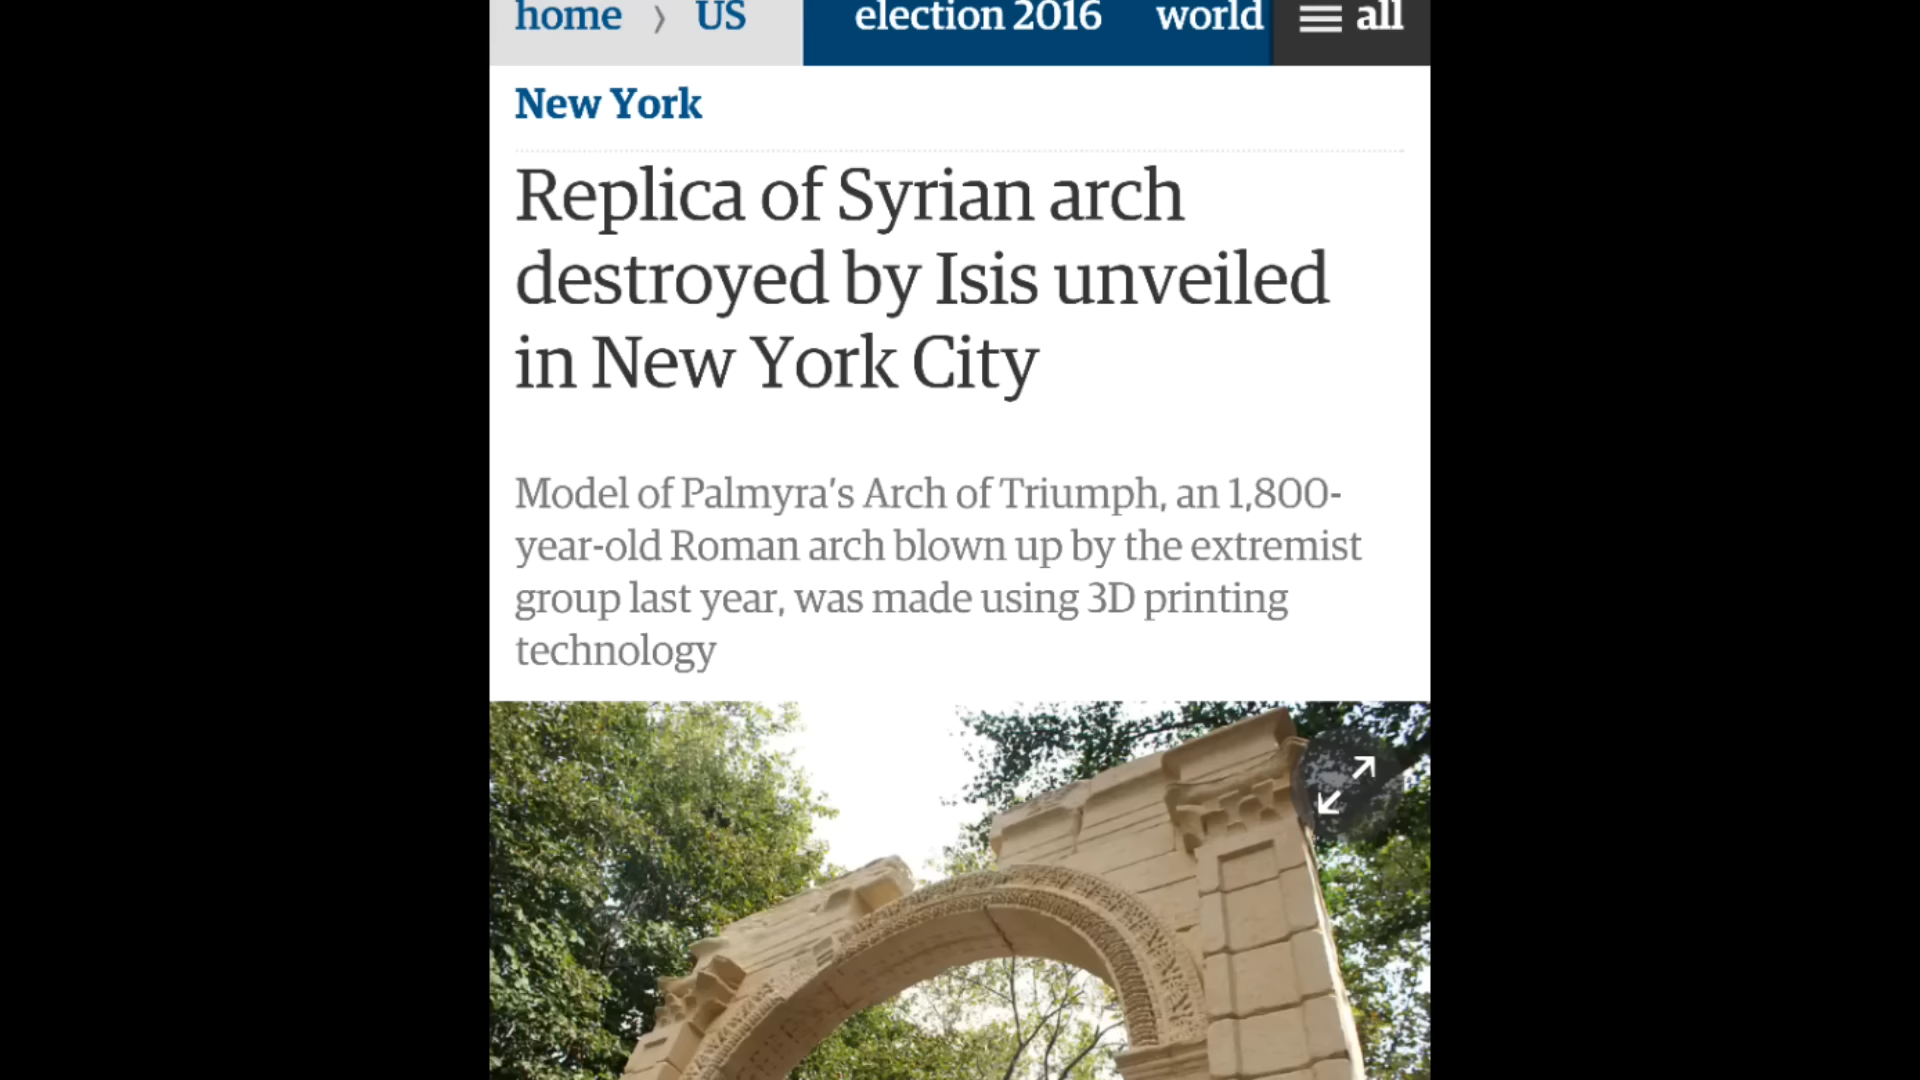 home 〉 US election 2016 world all
New York
Replica of Syrian arch
destroyed by Isis unveiled
in New York City
Model of Palmyra's Arch of Triumph, an 1,800-
year-old Roman arch blown up by the extremist
group last year, was made using 3D printing
technology